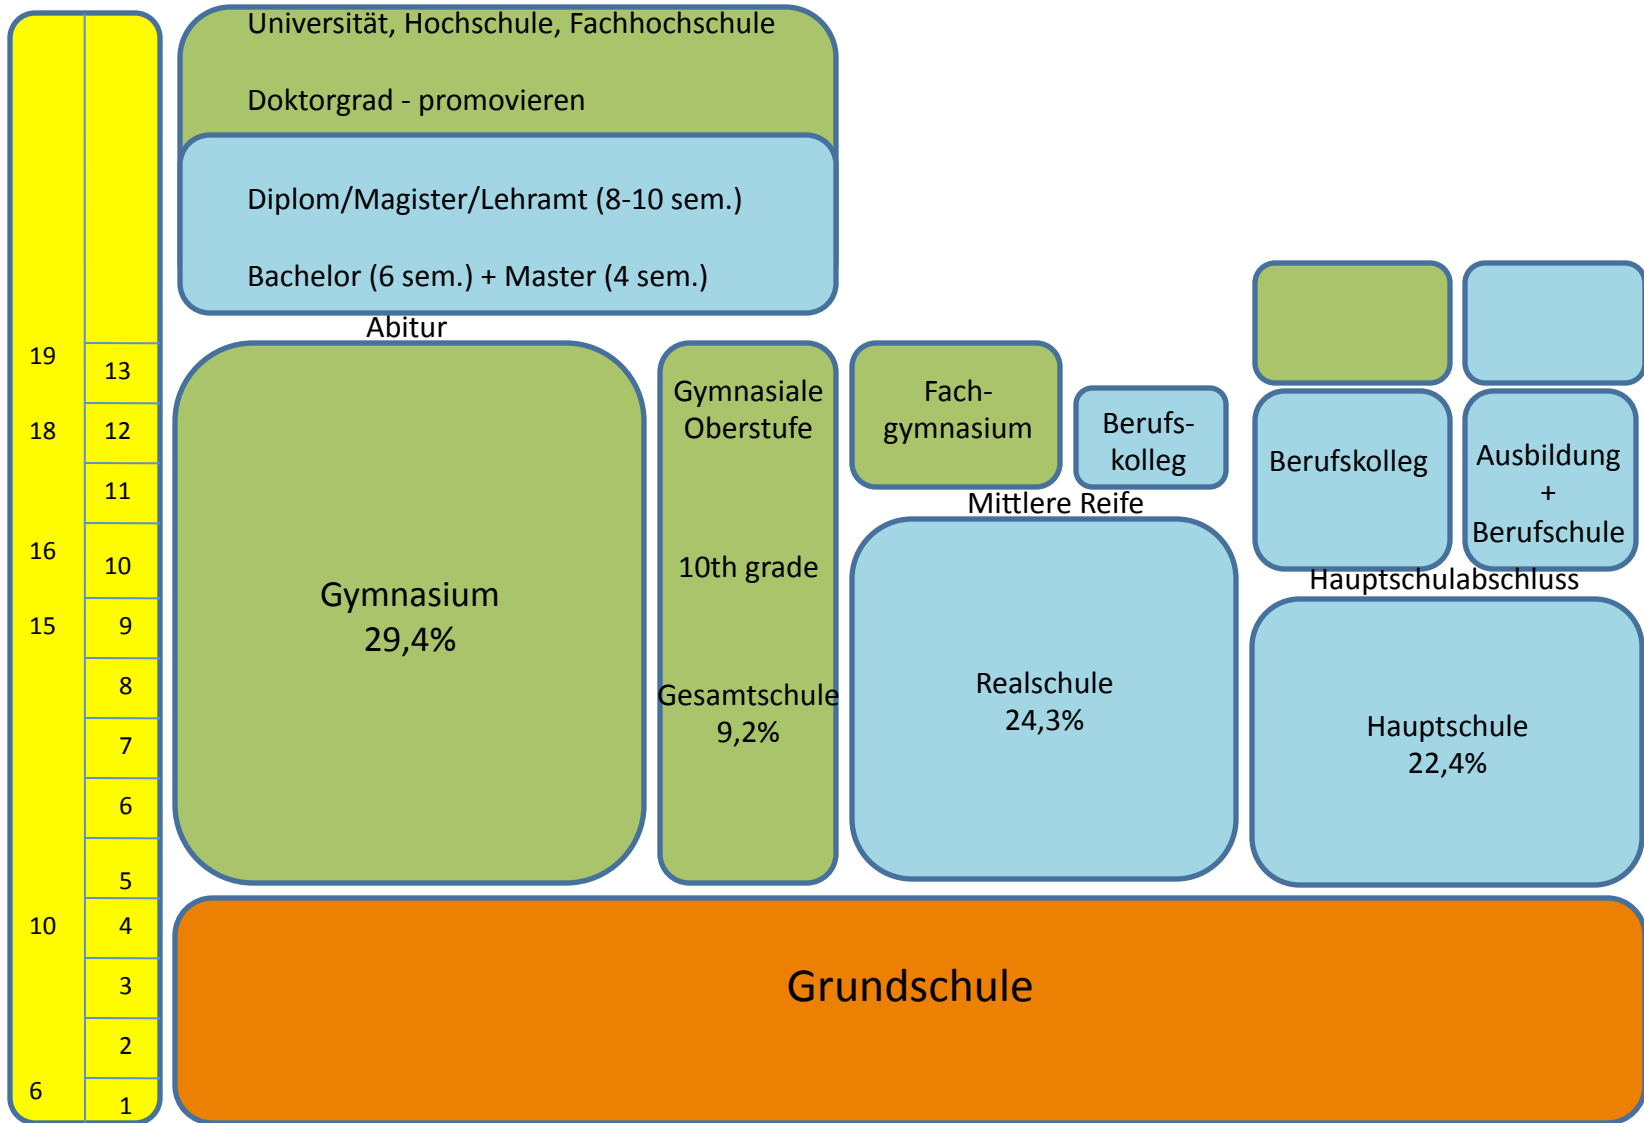 Universität, Hochschule, Fachhochschule
Doktorgrad - promovieren
Diplom/Magister/Lehramt (8-10 sem.)
Bachelor (6 sem.) + Master (4 sem.)
Abitur
19
13
18
12
11
16
10
15
9
8
7
6
5
10
4
3
2
6
1
Gymnasium
29,4%
Gymnasiale
Oberstufe
10th grade
Gesamtschule
9,2%
Fach-
gymnasium
Berufs-
kolleg
Mittlere Reife
Realschule
24,3%
Berufskolleg
Ausbildung
+
Berufschule
Hauptschulabschluss
Hauptschule
22,4%
Grundschule